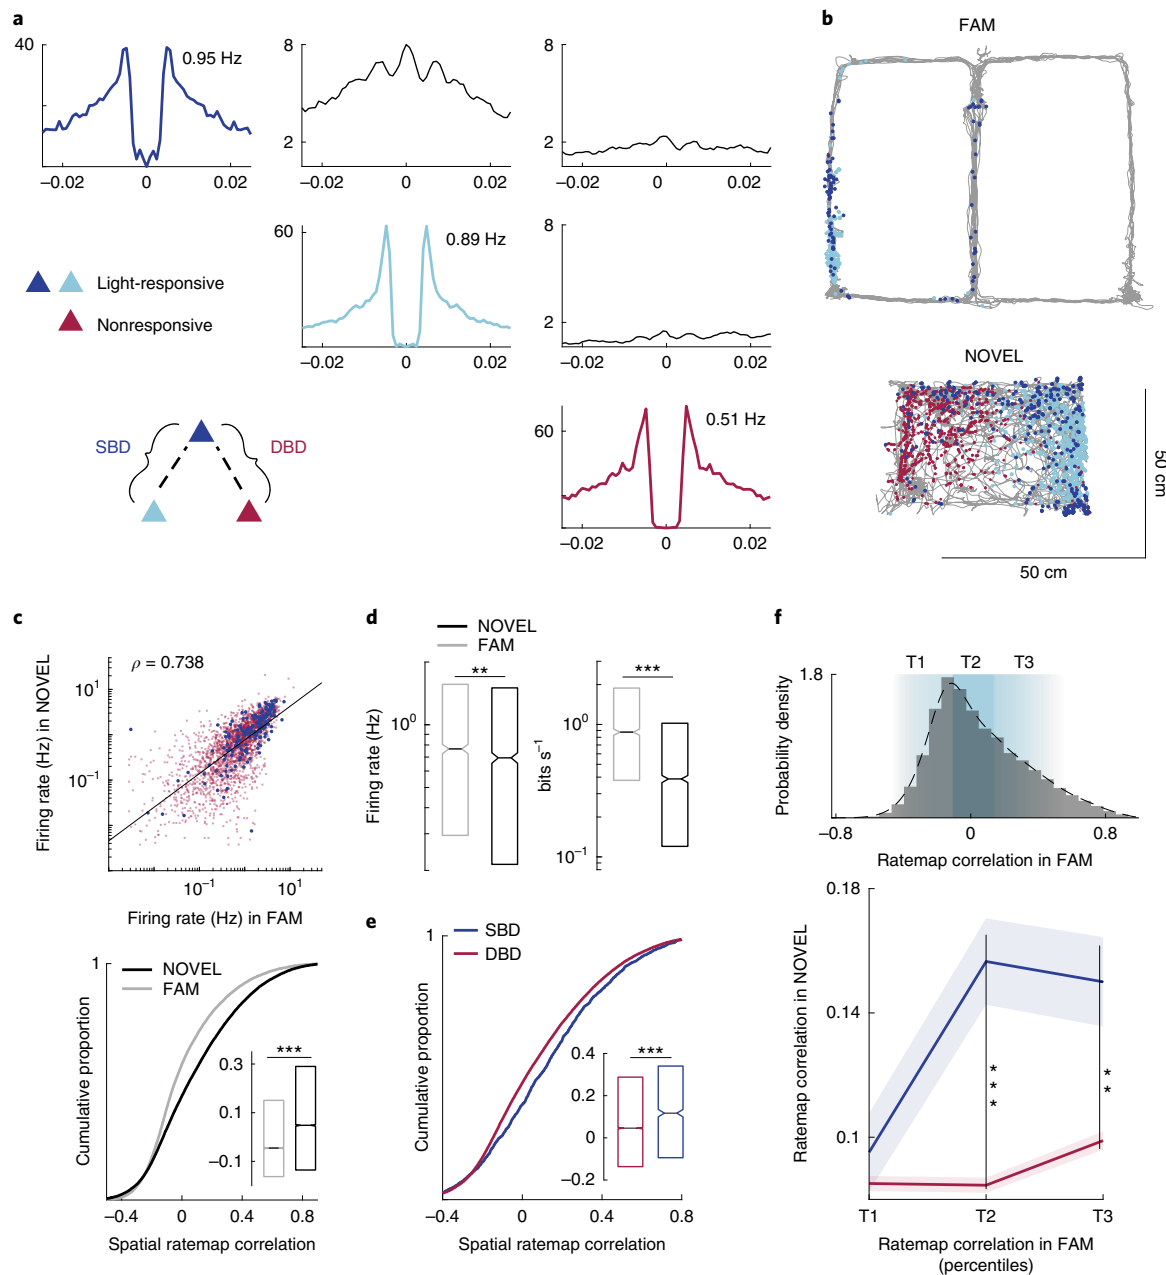 a
40
0.95 Hz
−0.02
0
0.02
8
2
−0.02
0
0.02
8
2
−0.02
0
0.02
60
0.89 Hz
−0.02
0
0.02
8
2
−0.02
0
0.02
Light-responsive
Nonresponsive
SBD
DBD
60
0.51 Hz
−0.02
0
0.02
b
FAM
NOVEL
50 cm
50 cm
c
Firing rate (Hz) in NOVEL
ρ = 0.738
10¹
10⁻¹
10⁻¹
10¹
Firing rate (Hz) in FAM
Cumulative proportion
1
NOVEL
FAM
***
0.3
0.1
−0.1
−0.4
0
0.4
0.8
Spatial ratemap correlation
d
NOVEL
FAM
**
Firing rate (Hz)
10⁰
***
bits s⁻¹
10⁰
10⁻¹
e
Cumulative proportion
1
SBD
DBD
***
0.4
0.2
0
−0.2
−0.4
0
0.4
0.8
Spatial ratemap correlation
f
T1
T2
T3
Probability density
1.8
−0.8
0
0.8
Ratemap correlation in FAM
Ratemap correlation in NOVEL
0.18
0.14
0.1
***
**
T1
T2
T3
Ratemap correlation in FAM
(percentiles)